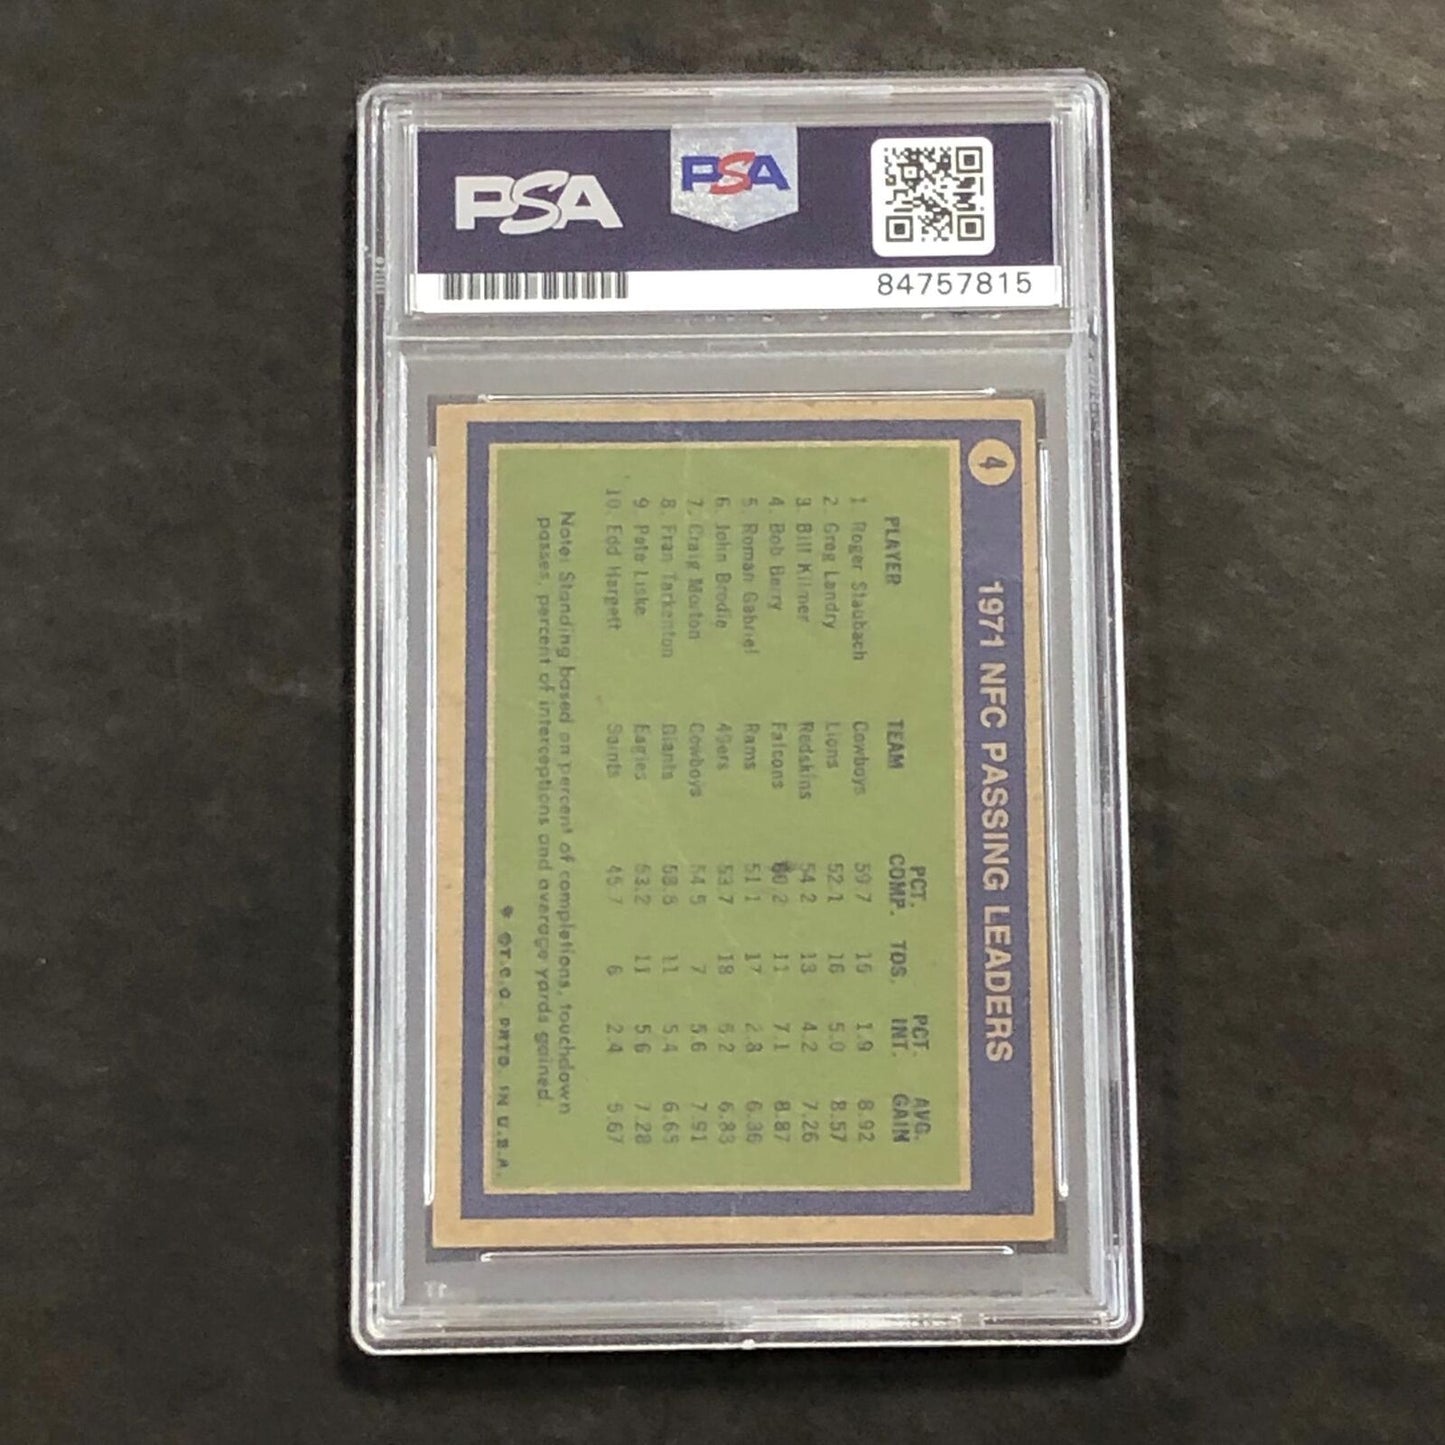 PSA
PSA
84757815
4
1971 NFC PASSING LEADERS
PLAYER TEAM PCT. COMP. TDS. PCT. INT. AVG. GAIN
1. Roger Staubach Cowboys 59.7 15 1.9 8.92
2. Greg Landry Lions 52.1 16 5.0 8.57
3. Bill Kilmer Redskins 54.2 13 4.2 7.26
4. Bob Berry Falcons 60.2 11 7.1 8.87
5. Roman Gabriel Rams 51.1 17 2.8 6.36
6. John Brodie 49ers 53.7 18 5.2 6.83
7. Craig Morton Cowboys 54.5 7 5.6 7.91
8. Fran Tarkenton Giants 58.5 11 5.4 6.65
9. Pete Liske Eagles 53.2 11 5.6 7.28
10. Edd Hargett Saints 45.7 6 2.4 5.67
Note: Standing based on percent of completions, touchdown
passes, percent of interceptions and average yards gained.
* ©T.C.G. PRTD. IN U.S.A.